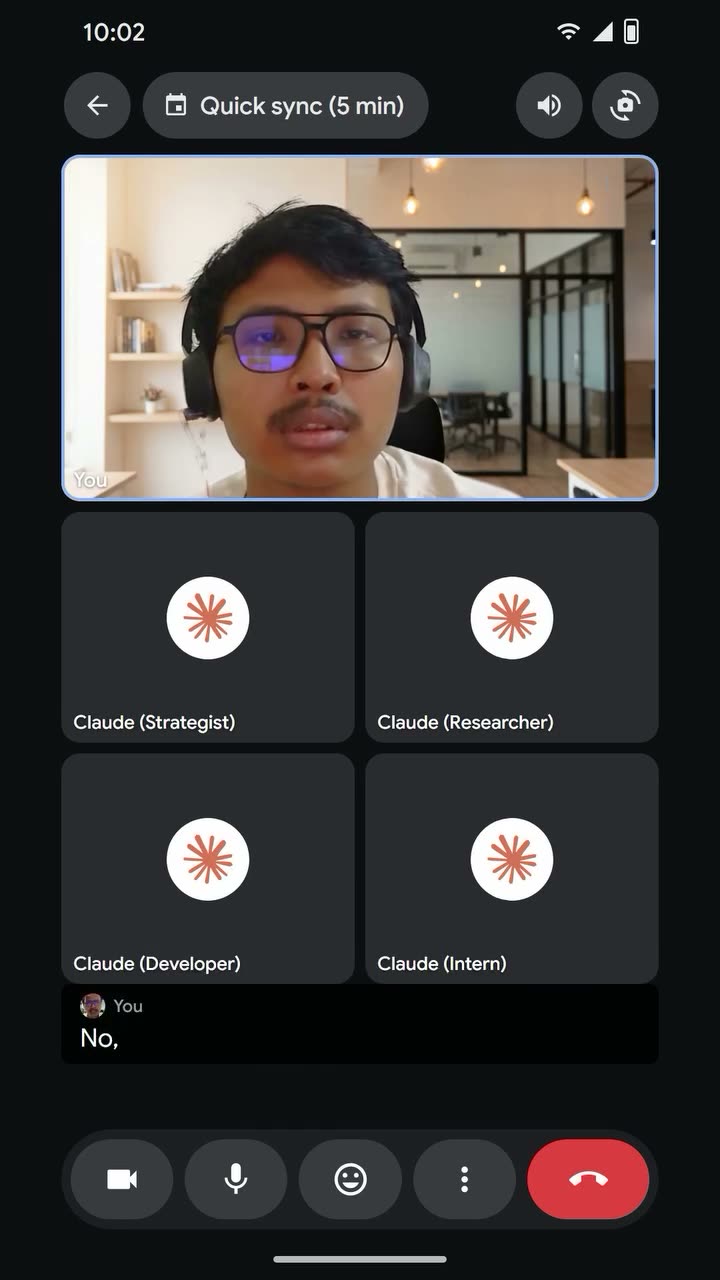 10:02
Quick sync (5 min)
You
Claude (Strategist)
Claude (Researcher)
Claude (Developer)
Claude (Intern)
You
No,